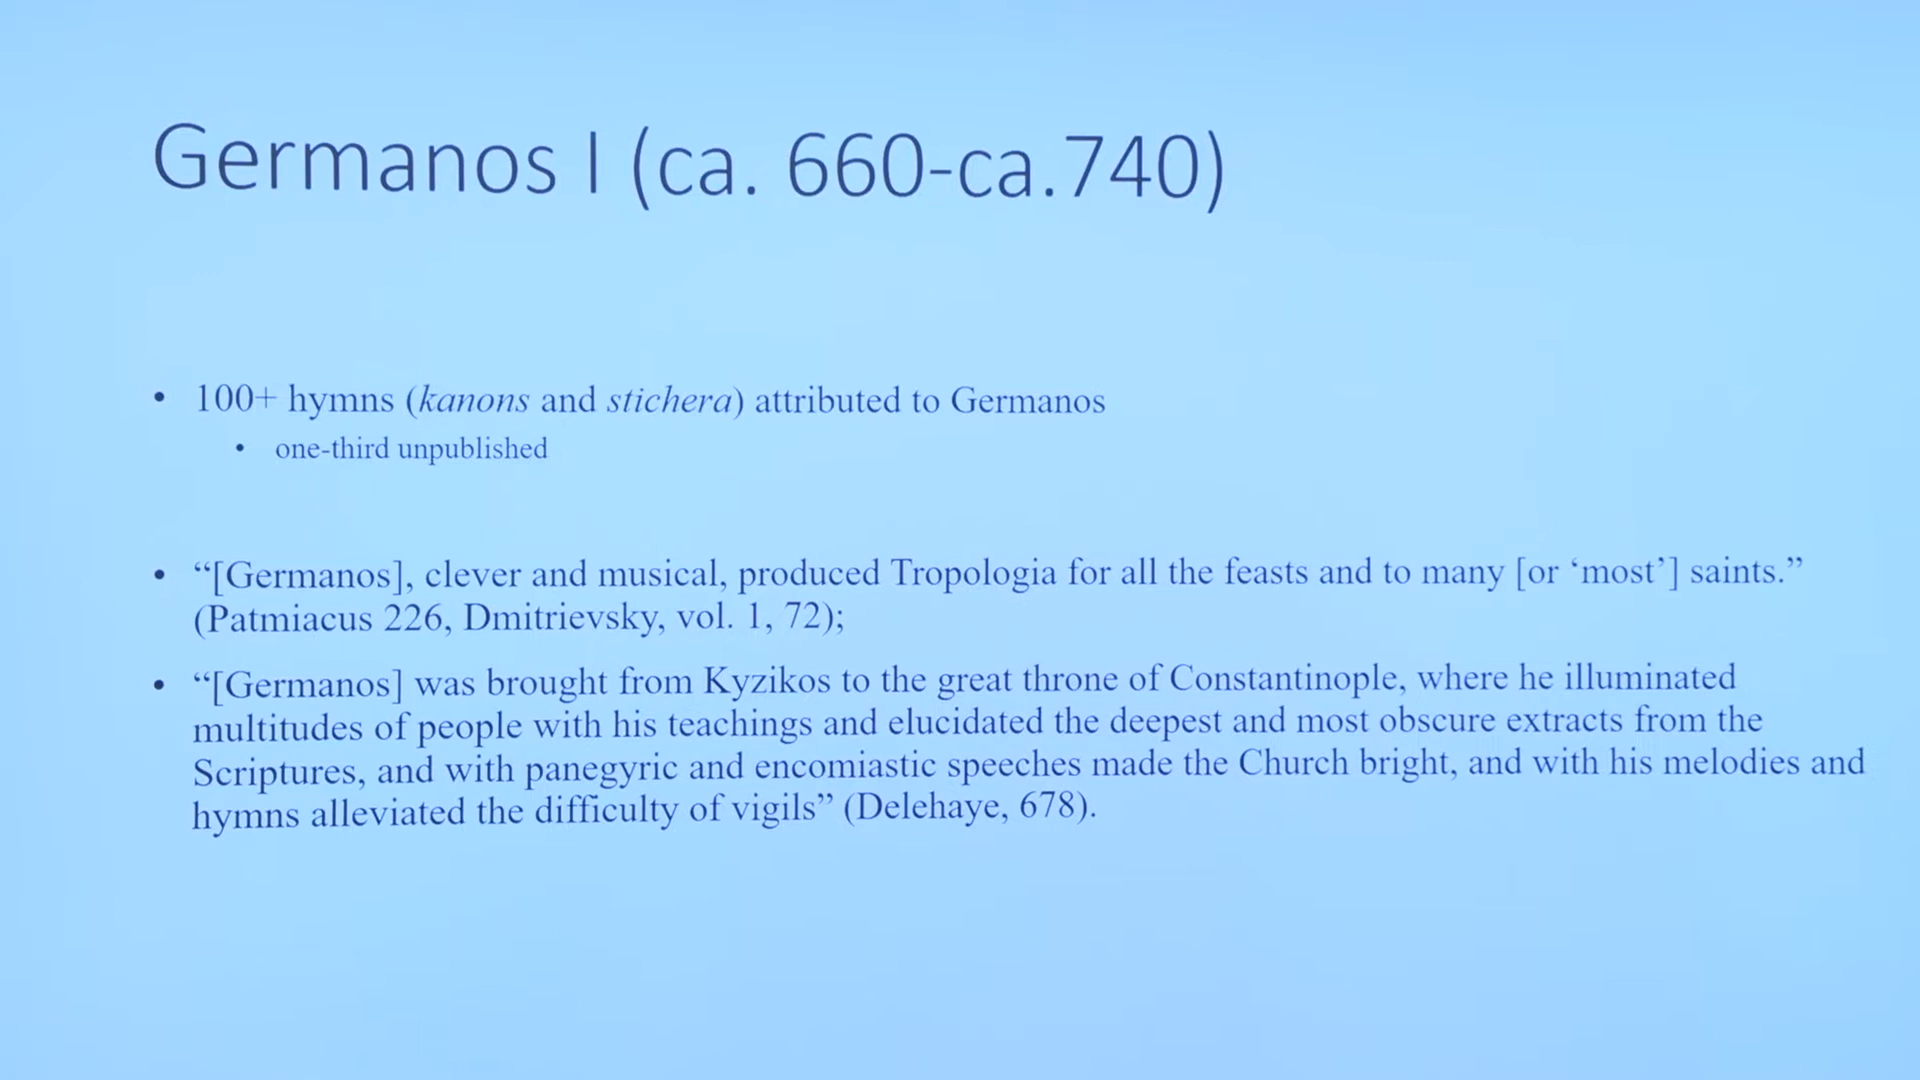 Germanos I (ca. 660-ca.740)
• 100+ hymns (kanons and stichera) attributed to Germanos
• one-third unpublished
• “[Germanos], clever and musical, produced Tropologia for all the feasts and to many [or ‘most’] saints.”
(Patmiacus 226, Dmitrievsky, vol. 1, 72);
• “[Germanos] was brought from Kyzikos to the great throne of Constantinople, where he illuminated
multitudes of people with his teachings and elucidated the deepest and most obscure extracts from the
Scriptures, and with panegyric and encomiastic speeches made the Church bright, and with his melodies and
hymns alleviated the difficulty of vigils” (Delehaye, 678).